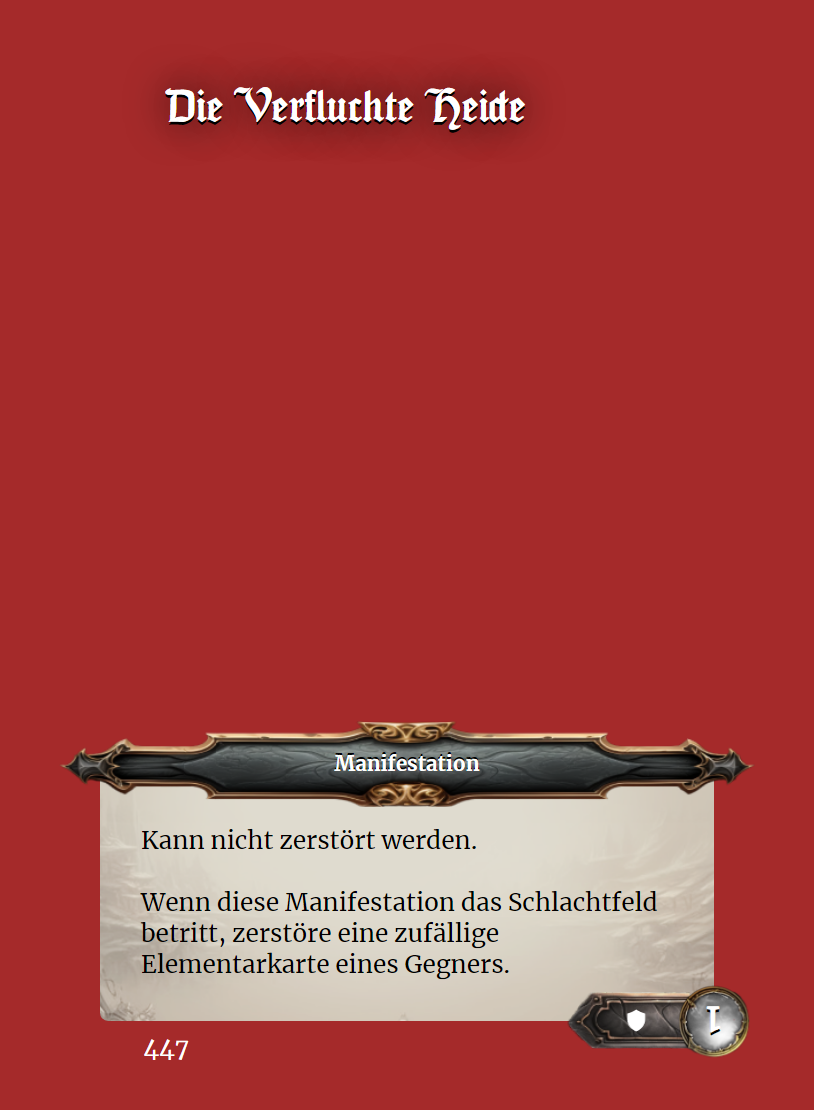 Die Verfluchte Heide
Manifestation
Kann nicht zerstört werden.
Wenn diese Manifestation das Schlachtfeld
betritt, zerstöre eine zufällige
Elementarkarte eines Gegners.
447